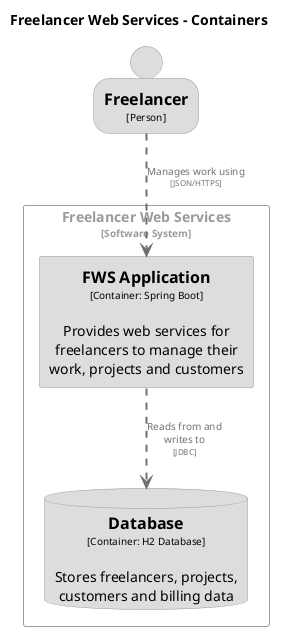 Freelancer Web Services - Containers
Freelancer
[Person]
Manages work using
[JSON/HTTPS]
Freelancer Web Services
[Software System]
FWS Application
[Container: Spring Boot]
Provides web services for
freelancers to manage their
work, projects and customers
Reads from and
writes to
[JDBC]
Database
[Container: H2 Database]
Stores freelancers, projects,
customers and billing data